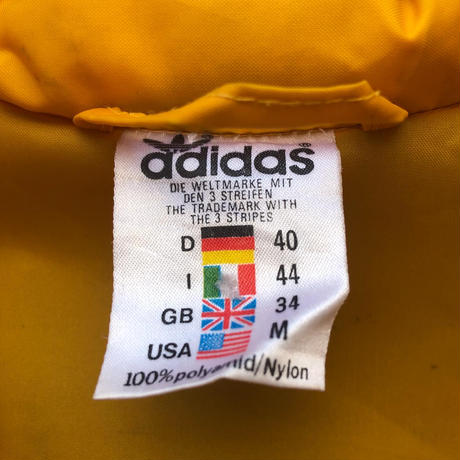 adidas®
DIE WELTMARKE MIT
DEN 3 STREIFEN
THE TRADEMARK WITH
THE 3 STRIPES
D 40
I 44
GB 34
USA M
100% polyamid/Nylon